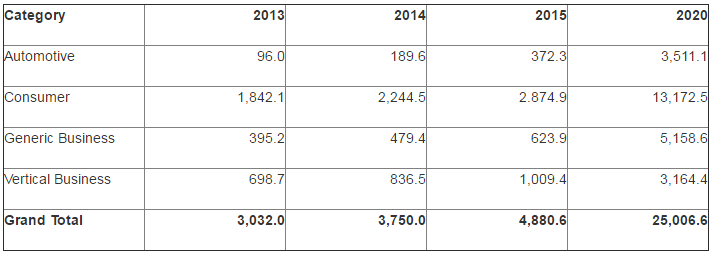 Category 2013 2014 2015 2020
Automotive 96.0 189.6 372.3 3,511.1
Consumer 1,842.1 2,244.5 2.874.9 13,172.5
Generic Business 395.2 479.4 623.9 5,158.6
Vertical Business 698.7 836.5 1,009.4 3,164.4
Grand Total 3,032.0 3,750.0 4,880.6 25,006.6